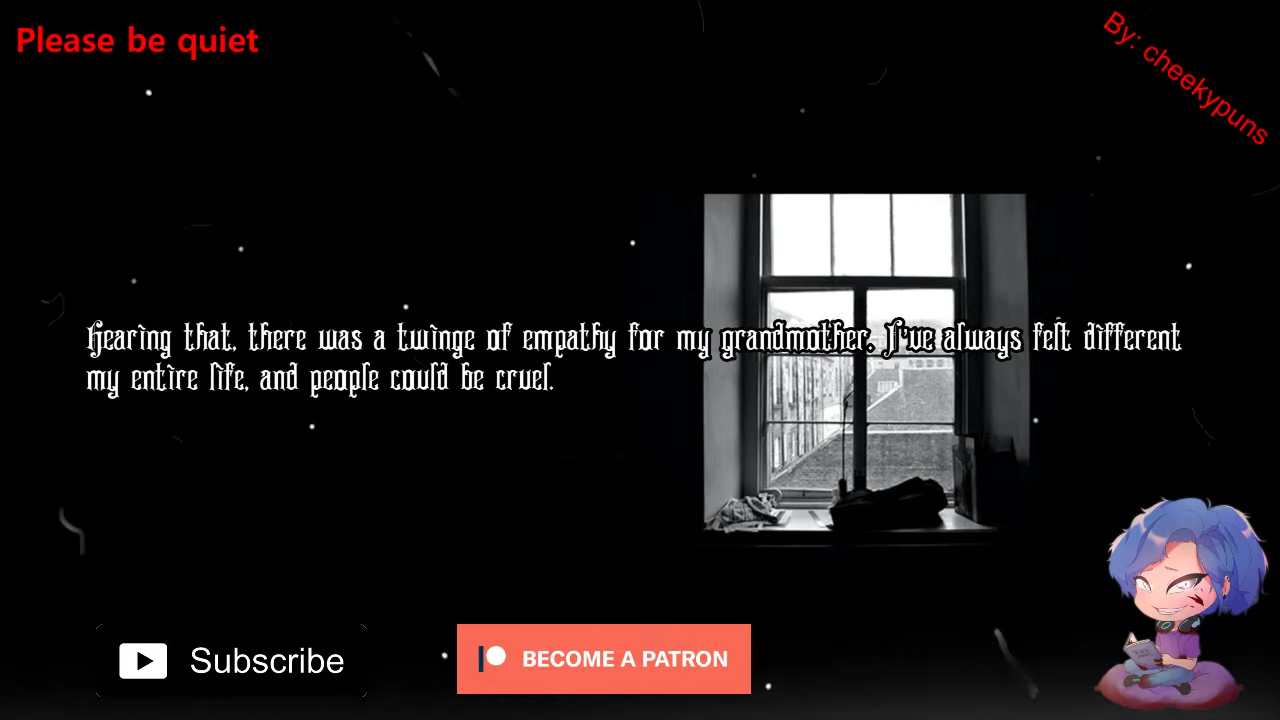 Please be quiet
By: cheekypuns
Hearing that, there was a twinge of empathy for my grandmother. I've always felt different
my entire life, and people could be cruel.
Subscribe
BECOME A PATRON